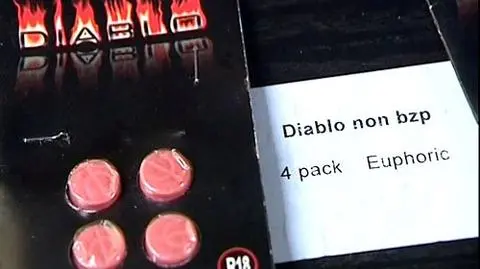 DIABLO
Diablo non bzp
4 pack Euphoric
R18